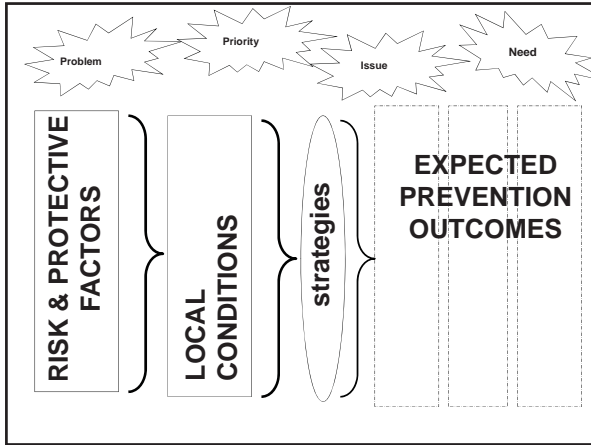 Problem
Priority
Issue
Need
RISK & PROTECTIVE
FACTORS
LOCAL
CONDITIONS
strategies
EXPECTED
PREVENTION
OUTCOMES